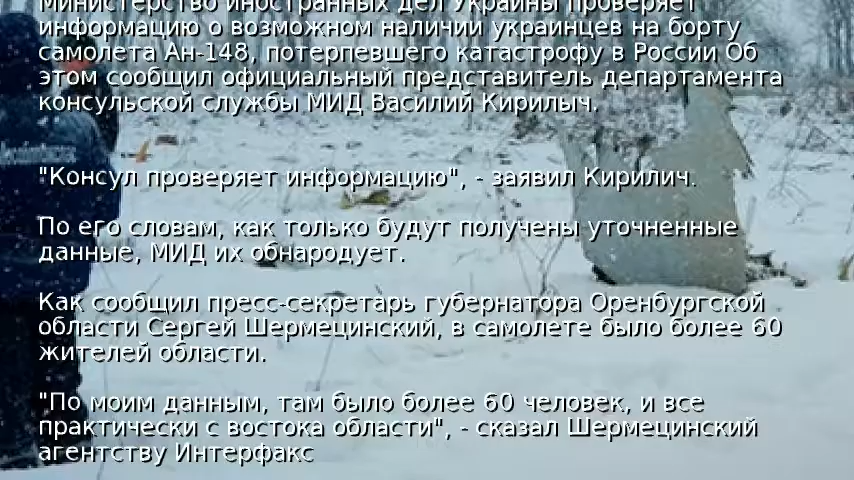 Министерство иностранных дел Украины проверяет
информацию о возможном наличии украинцев на борту
самолета Ан-148, потерпевшего катастрофу в России Об
этом сообщил официальный представитель департамента
консульской службы МИД Василий Кирилыч.
"Консул проверяет информацию", - заявил Кирилич.
По его словам, как только будут получены уточненные
данные, МИД их обнародует.
Как сообщил пресс-секретарь губернатора Оренбургской
области Сергей Шермецинский, в самолете было более 60
жителей области.
"По моим данным, там было более 60 человек, и все
практически с востока области", - сказал Шермецинский
агентству Интерфакс